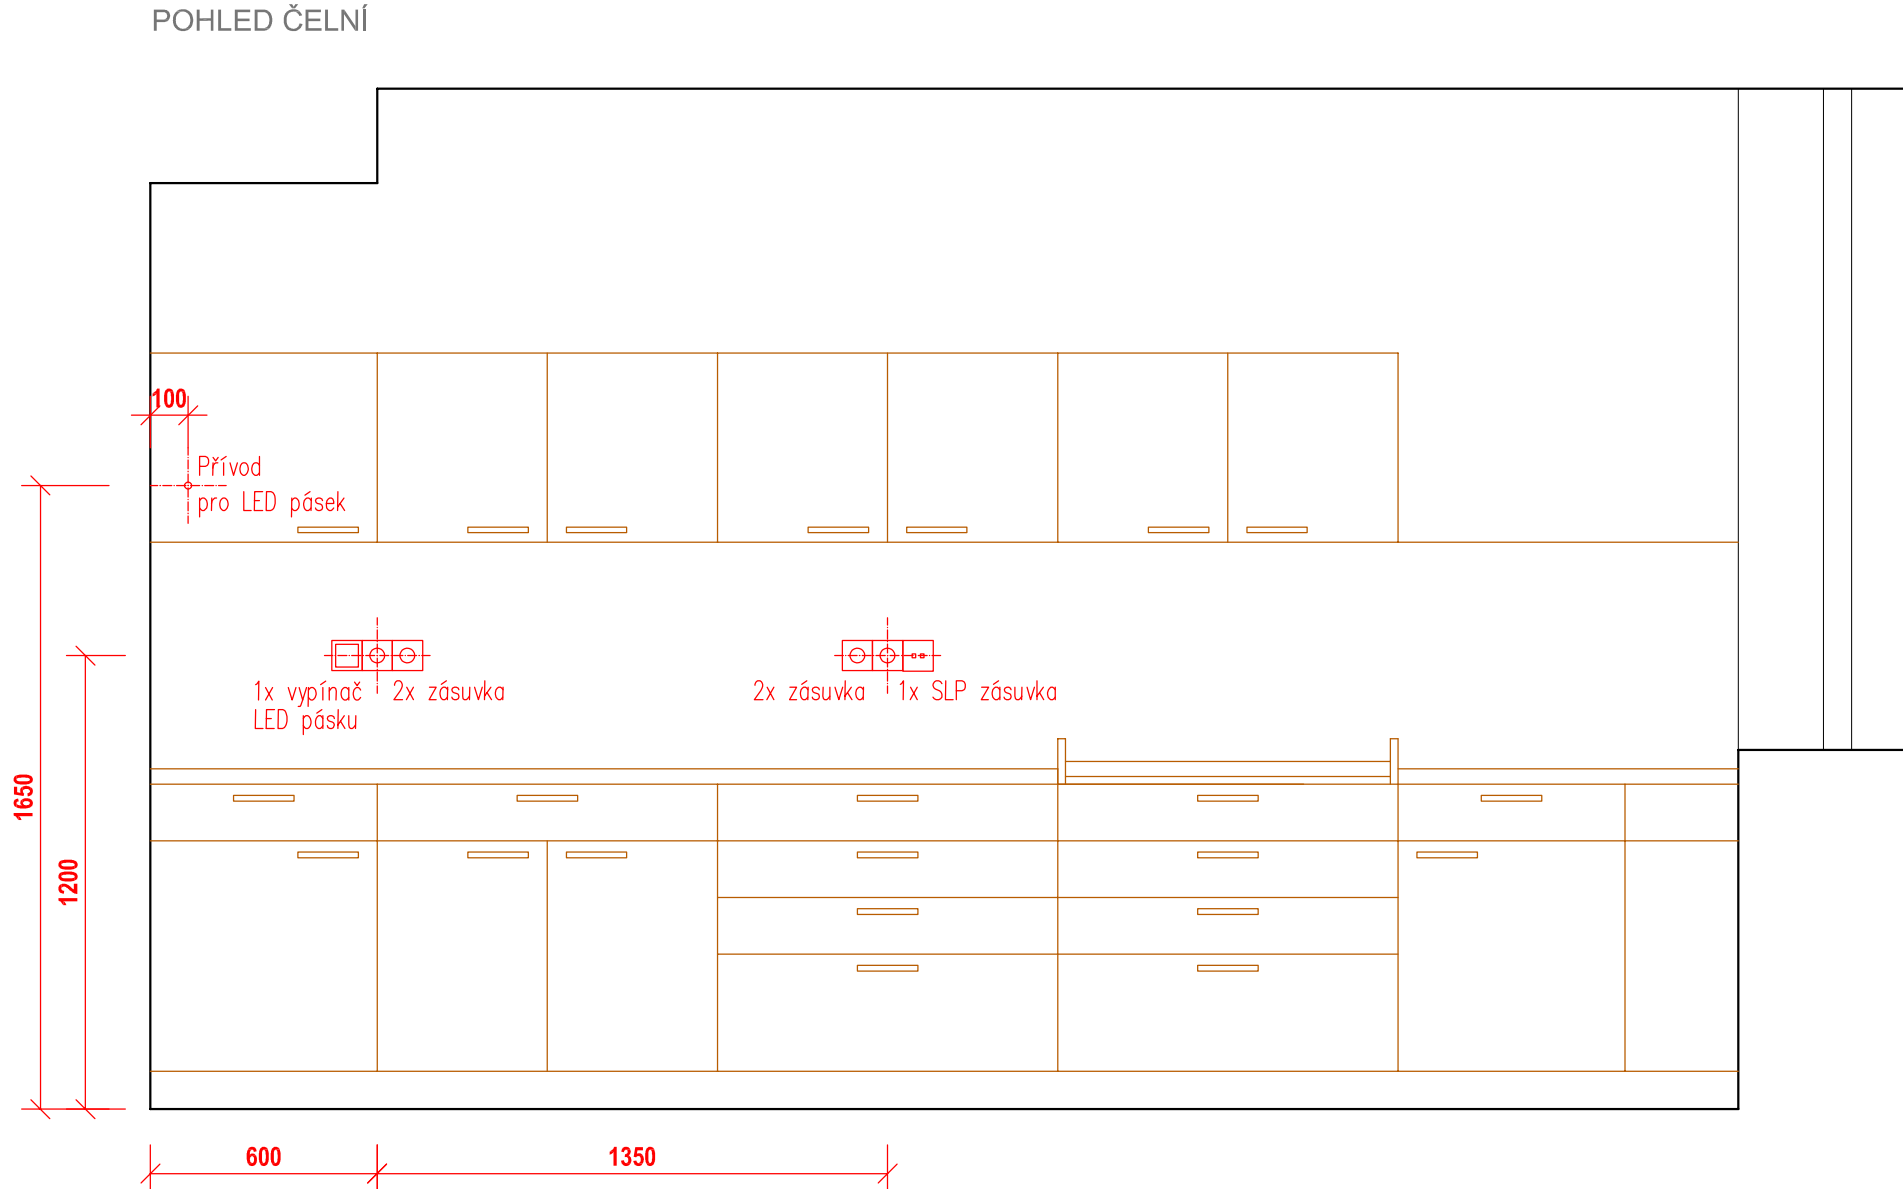 POHLED ČELNÍ
100
Přívod
pro LED pásek
1x vypínač 2x zásuvka
LED pásku
2x zásuvka 1x SLP zásuvka
1650
1200
600
1350